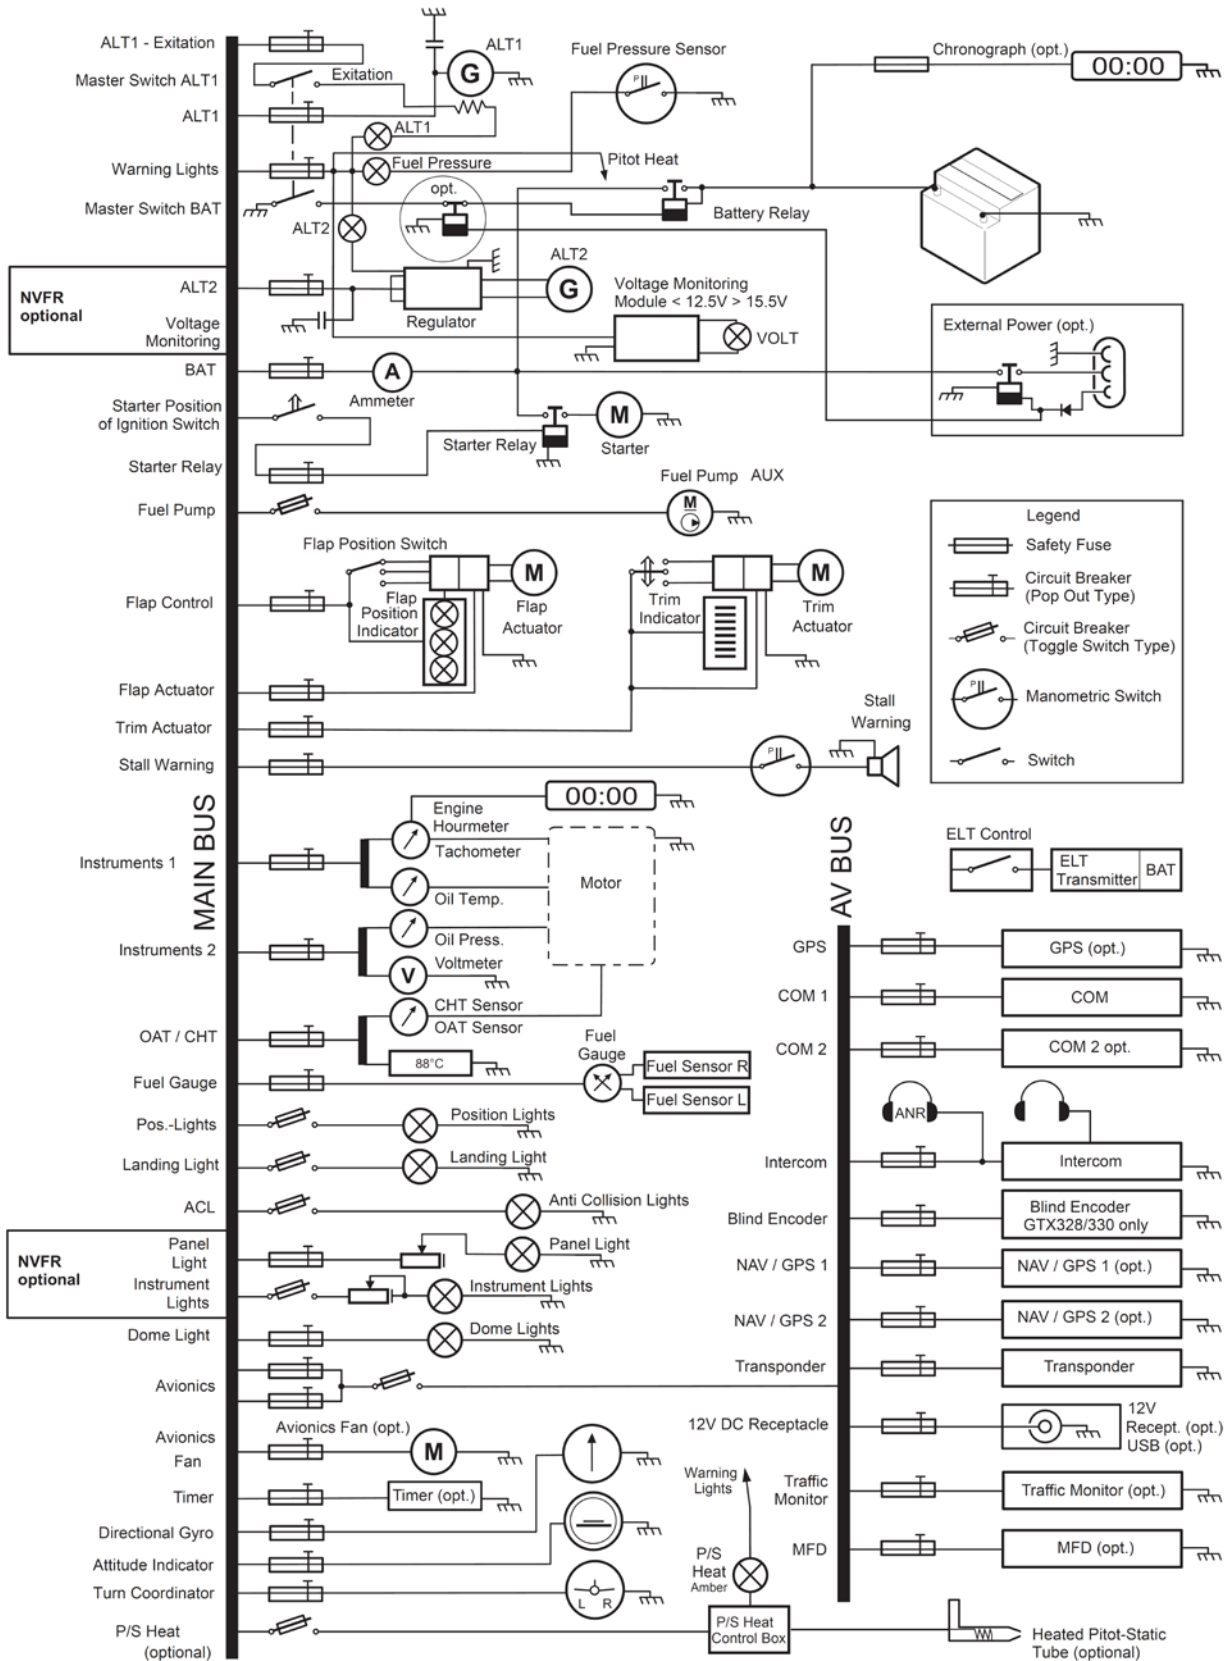 ALT1 - Exitation
ALT1
Fuel Pressure Sensor
Chronograph (opt.)
00:00
G
P
Master Switch ALT1
Exitation
ALT1
ALT1
Warning Lights
Fuel Pressure
Pitot Heat
opt.
Master Switch BAT
Battery Relay
ALT2
ALT2
NVFR
optional
ALT2
Voltage
Monitoring
G
Regulator
Voltage Monitoring
Module < 12.5V > 15.5V
VOLT
External Power (opt.)
BAT
A
Ammeter
Starter Position
of Ignition Switch
M
Starter Relay
Starter
Starter Relay
Fuel Pump AUX
Fuel Pump
M
Legend
Safety Fuse
Circuit Breaker
(Pop Out Type)
Circuit Breaker
(Toggle Switch Type)
P
Manometric Switch
Switch
Flap Position Switch
M
M
Flap Control
Flap
Position
Indicator
Flap
Actuator
Trim
Indicator
Trim
Actuator
Flap Actuator
Trim Actuator
Stall
Warning
Stall Warning
P
MAIN BUS
00:00
Engine
Hourmeter
Tachometer
Instruments 1
Motor
Oil Temp.
Oil Press.
Instruments 2
Voltmeter
V
CHT Sensor
OAT Sensor
OAT / CHT
88°C
Fuel
Gauge
Fuel Sensor R
Fuel Gauge
Fuel Sensor L
Pos.-Lights
Position Lights
Landing Light
Landing Light
ACL
Anti Collision Lights
NVFR
optional
Panel
Light
Panel Light
Instrument
Lights
Instrument Lights
Dome Light
Dome Lights
Avionics
Avionics Fan (opt.)
Avionics
Fan
M
Timer
Timer (opt.)
Directional Gyro
Attitude Indicator
Turn Coordinator
L R
P/S Heat
(optional)
Warning
Lights
P/S
Heat
Amber
P/S Heat
Control Box
Heated Pitot-Static
Tube (optional)
AV BUS
ELT Control
ELT
Transmitter
BAT
GPS
GPS (opt.)
COM 1
COM
COM 2
COM 2 opt.
ANR
Intercom
Intercom
Blind Encoder
Blind Encoder
GTX328/330 only
NAV / GPS 1
NAV / GPS 1 (opt.)
NAV / GPS 2
NAV / GPS 2 (opt.)
Transponder
Transponder
12V DC Receptacle
12V
Recept. (opt.)
USB (opt.)
Traffic
Monitor
Traffic Monitor (opt.)
MFD
MFD (opt.)